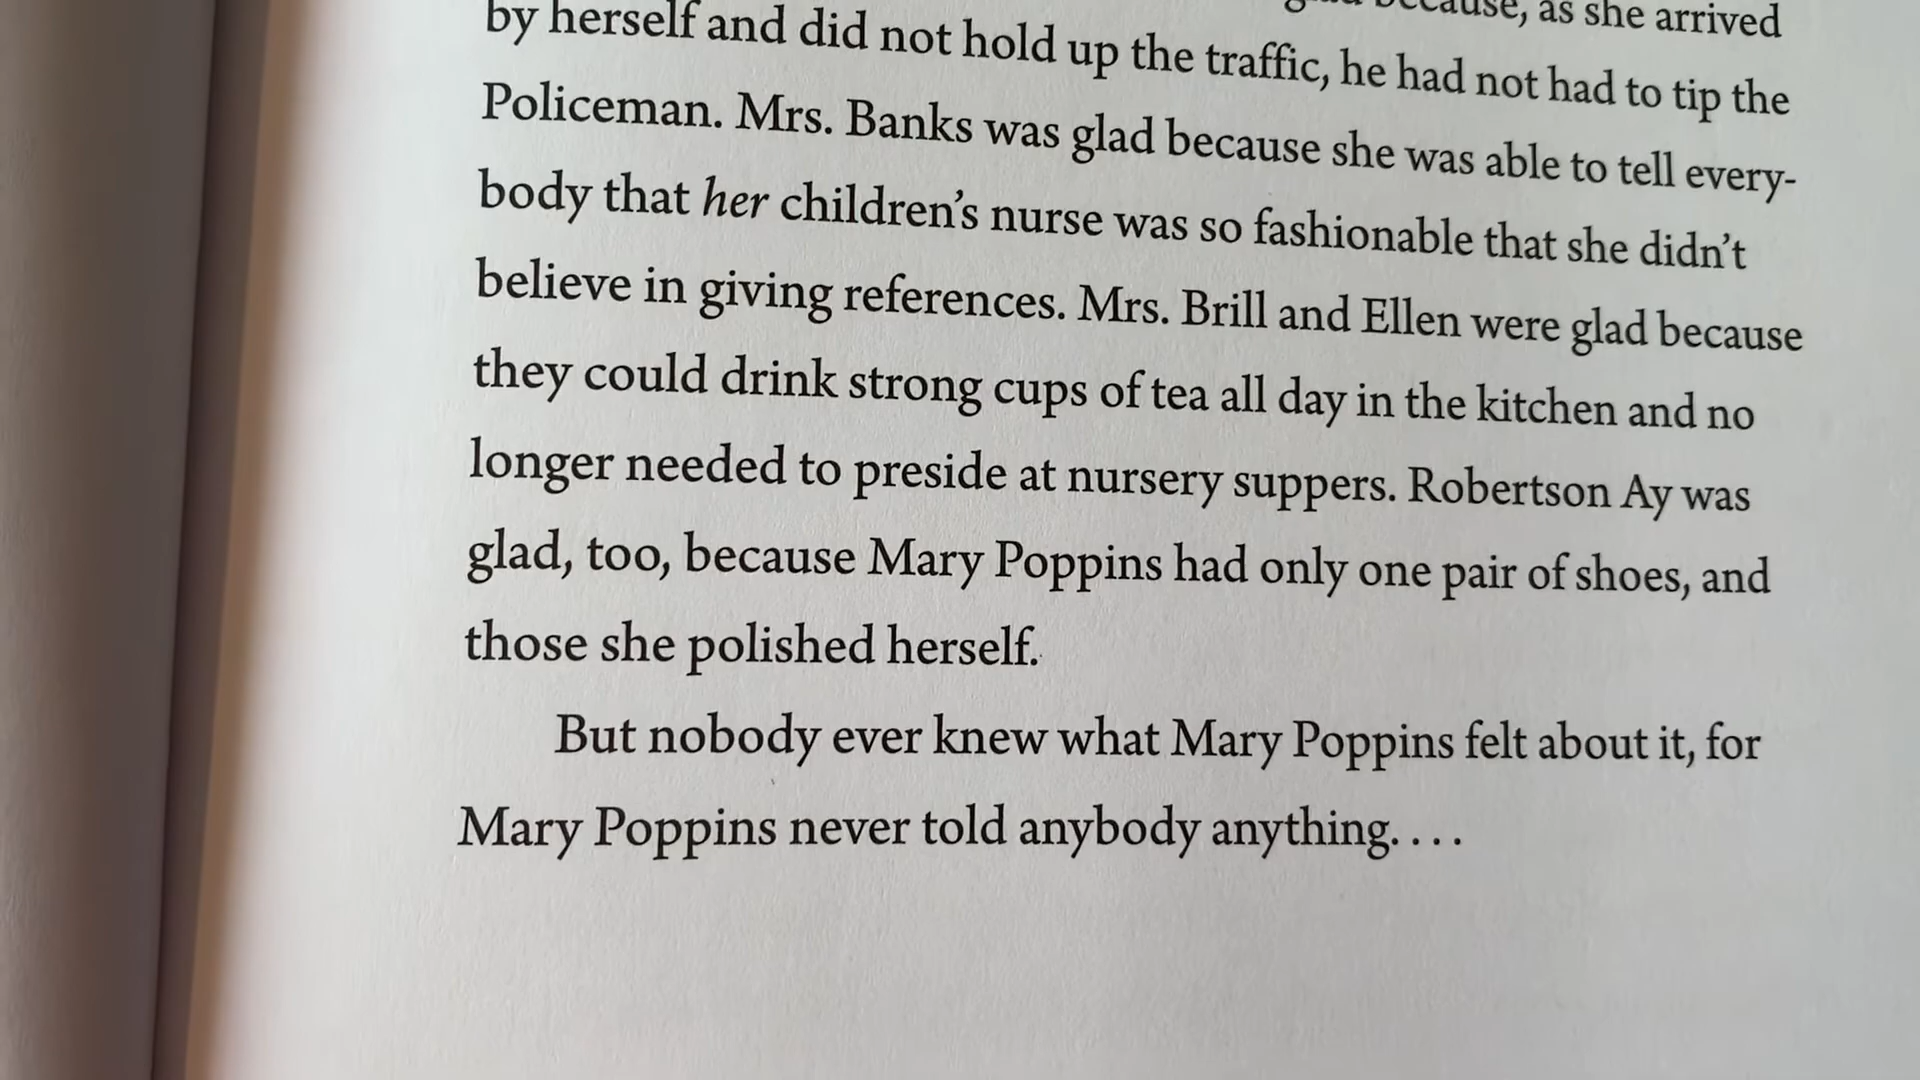 because, as she arrived
by herself and did not hold up the traffic, he had not had to tip the
Policeman. Mrs. Banks was glad because she was able to tell every-
body that her children’s nurse was so fashionable that she didn’t
believe in giving references. Mrs. Brill and Ellen were glad because
they could drink strong cups of tea all day in the kitchen and no
longer needed to preside at nursery suppers. Robertson Ay was
glad, too, because Mary Poppins had only one pair of shoes, and
those she polished herself.
But nobody ever knew what Mary Poppins felt about it, for
Mary Poppins never told anybody anything. . . .